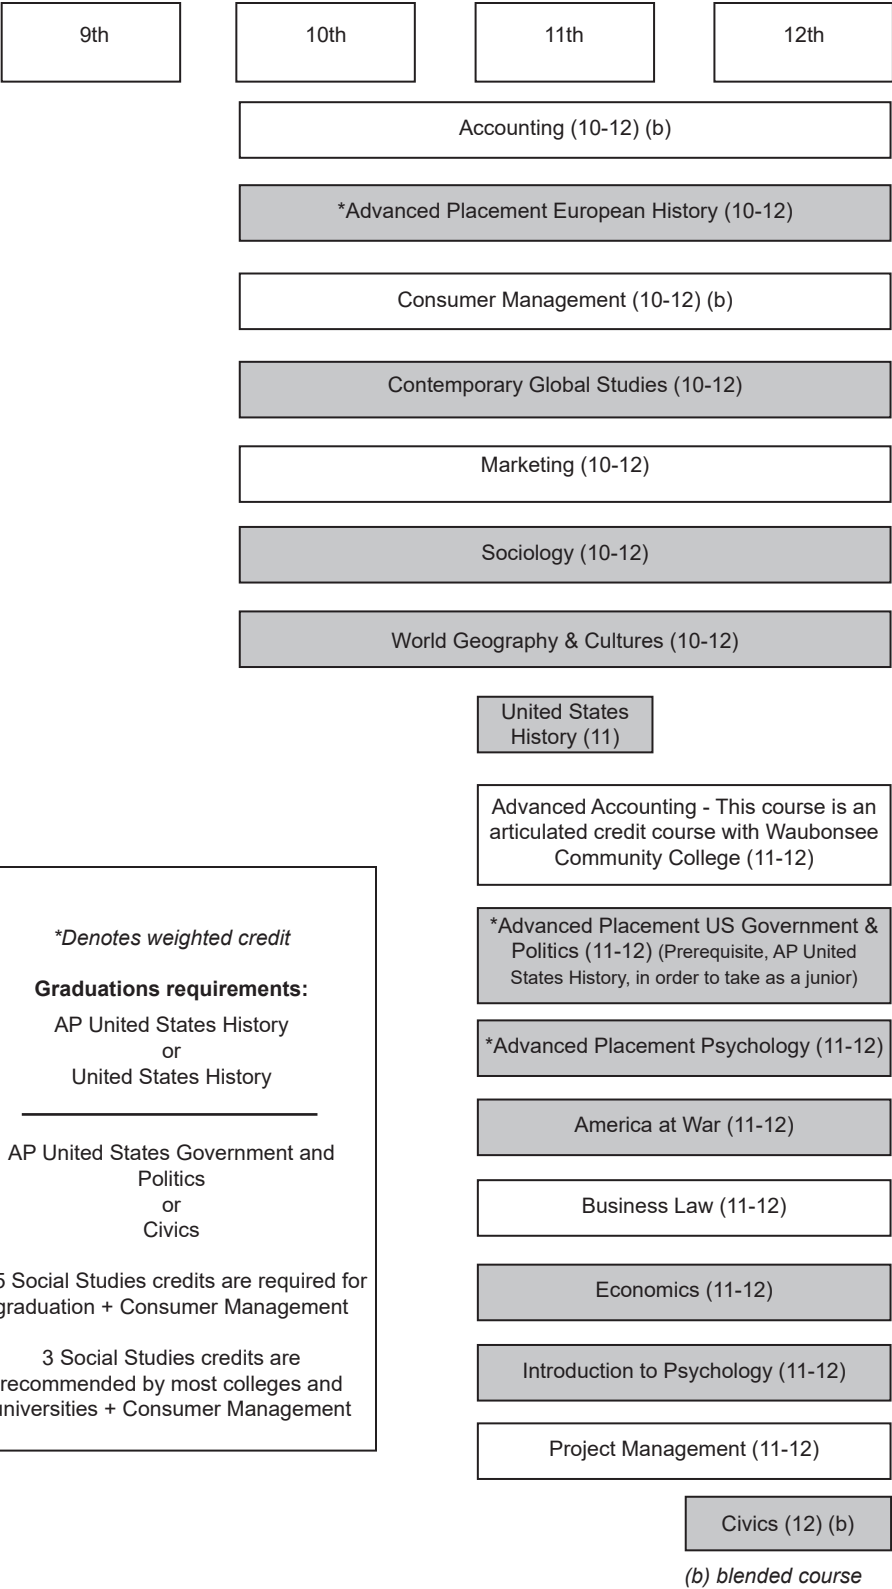 9th
10th
11th
12th
Accounting (10-12) (b)
*Advanced Placement European History (10-12)
Consumer Management (10-12) (b)
Contemporary Global Studies (10-12)
Marketing (10-12)
Sociology (10-12)
World Geography & Cultures (10-12)
United States
History (11)
Advanced Accounting - This course is an
articulated credit course with Waubonsee
Community College (11-12)
*Advanced Placement US Government &
Politics (11-12) (Prerequisite, AP United
States History, in order to take as a junior)
*Advanced Placement Psychology (11-12)
America at War (11-12)
Business Law (11-12)
Economics (11-12)
Introduction to Psychology (11-12)
Project Management (11-12)
Civics (12) (b)
(b) blended course
*Denotes weighted credit
Graduations requirements:
AP United States History
or
United States History
AP United States Government and
Politics
or
Civics
5 Social Studies credits are required for
graduation + Consumer Management
3 Social Studies credits are
recommended by most colleges and
universities + Consumer Management